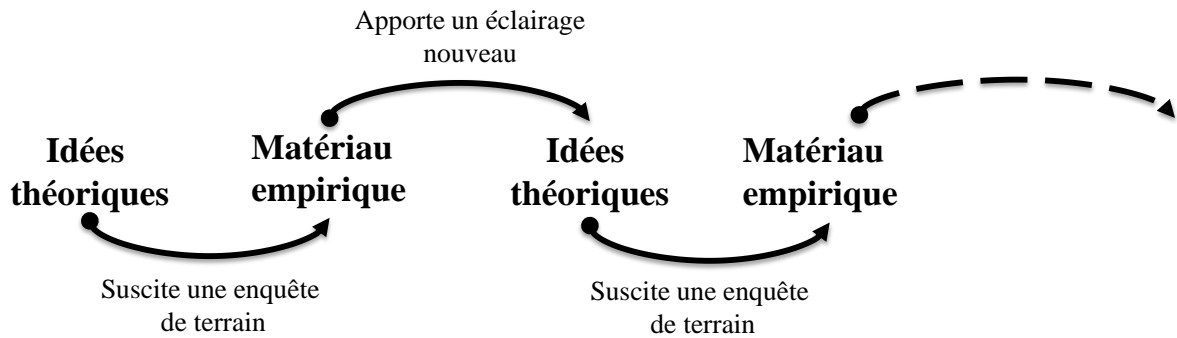 Apporte un éclairage
nouveau
Idées
théoriques
Matériau
empirique
Idées
théoriques
Matériau
empirique
Suscite une enquête
de terrain
Suscite une enquête
de terrain